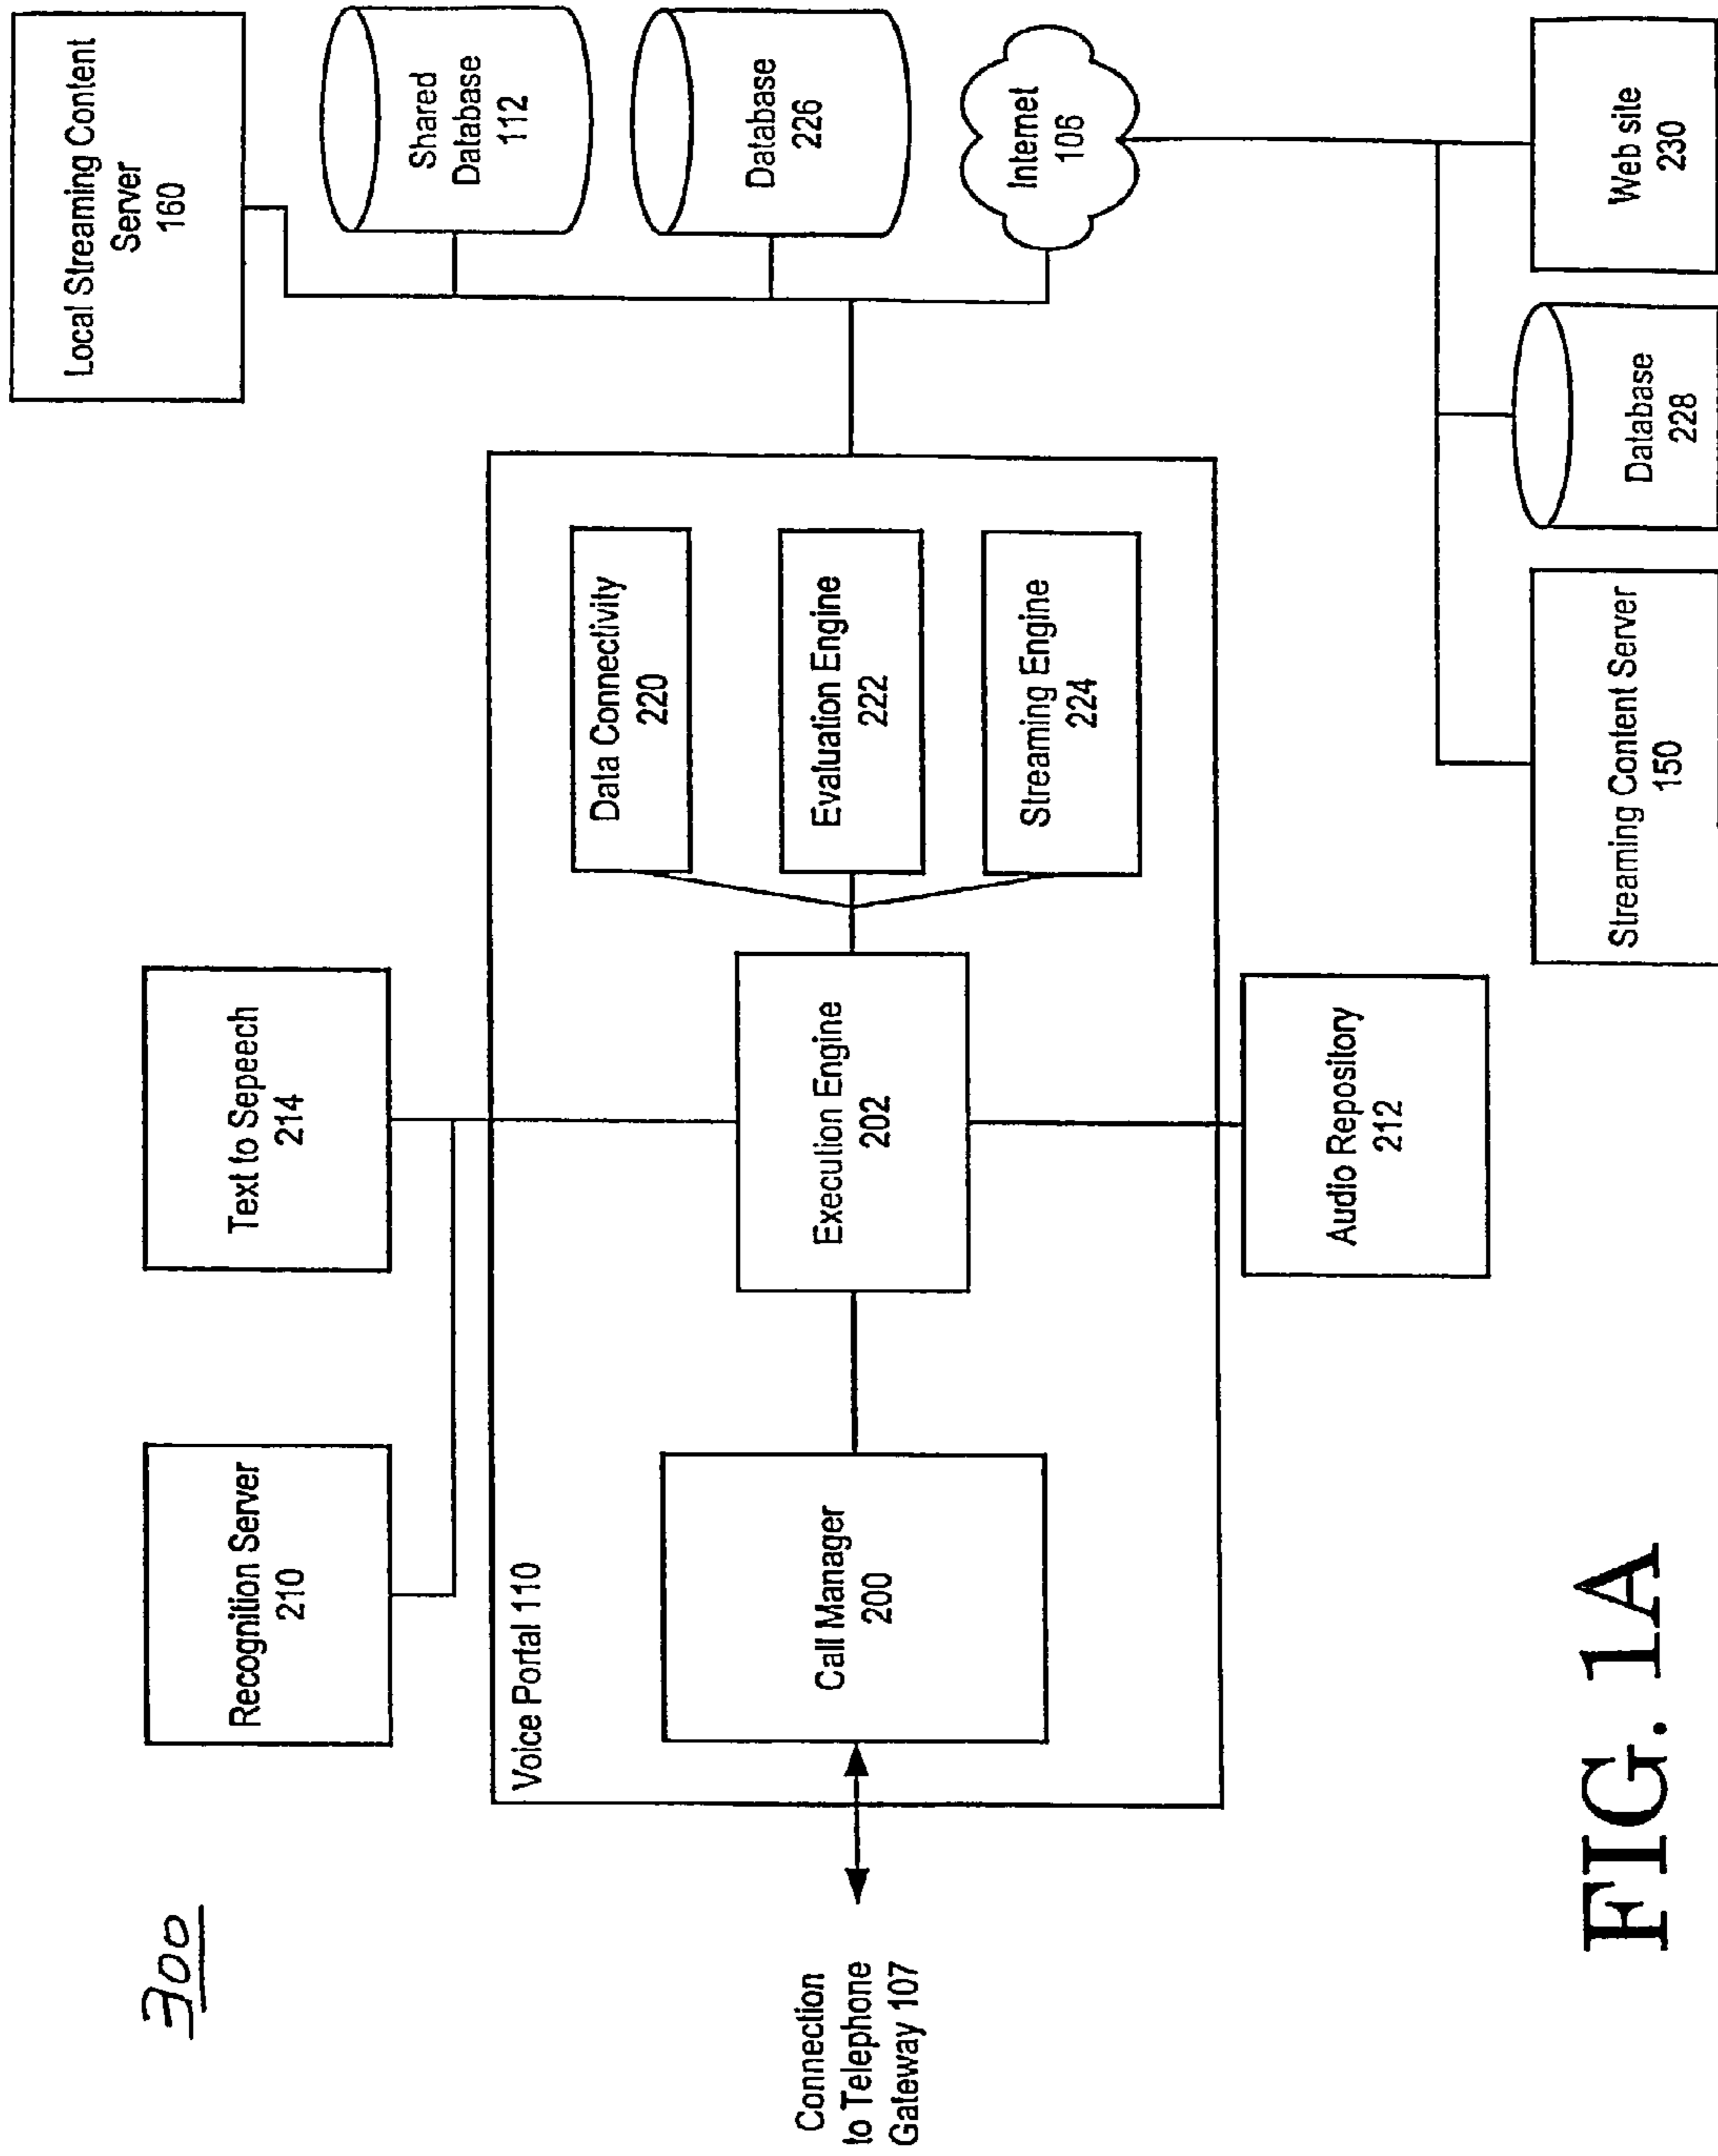 300
Recognition Server
210
Text to Sepeech
214
Local Streaming Content
Server
160
Shared
Database
112
Database
226
Internet
106
Voice Portal 110
Data Connectivity
220
Evaluation Engine
222
Streaming Engine
224
Execution Engine
202
Call Manager
200
Connection
to Telephone
Gateway 107
Audio Repository
212
Streaming Content Server
150
Database
228
Web site
230
FIG. 1A